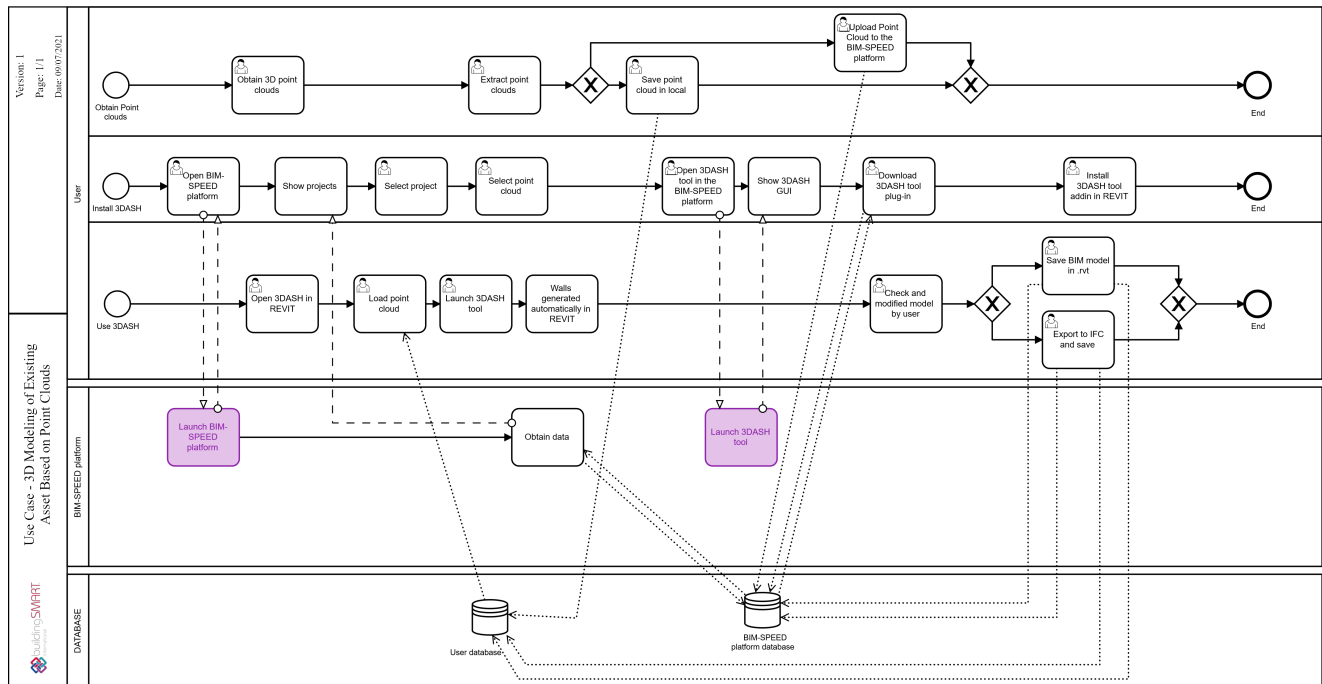 Version: 1
Page: 1/1
Date: 09/07/2021
Use Case - 3D Modeling of Existing
Asset Based on Point Clouds
buildingSMART
International
User
Obtain Point
clouds
Obtain 3D point
clouds
Extract point
clouds
X
Save point
cloud in local
Upload Point
Cloud to the
BIM-SPEED
platform
X
End
Install 3DASH
Open BIM-
SPEED
platform
Show projects
Select project
Select point
cloud
Open 3DASH
tool in the
BIM-SPEED
platform
Show 3DASH
GUI
Download
3DASH tool
plug-in
Install
3DASH tool
addin in REVIT
End
Use 3DASH
Open 3DASH in
REVIT
Load point
cloud
Launch 3DASH
tool
Walls
generated
automatically in
REVIT
Check and
modified model
by user
X
Save BIM model
in .rvt
Export to IFC
and save
X
End
BIM-SPEED platform
Launch BIM-
SPEED
platform
Obtain data
Launch 3DASH
tool
DATABASE
User database
BIM-SPEED
platform database